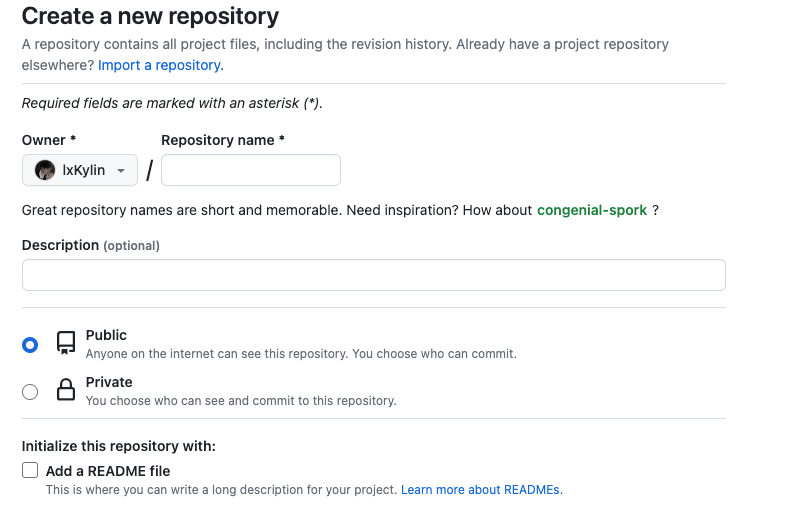 Create a new repository
A repository contains all project files, including the revision history. Already have a project repository
elsewhere? Import a repository.
Required fields are marked with an asterisk (*).
Owner * Repository name *
IxKylin /
Great repository names are short and memorable. Need inspiration? How about congenial-spork ?
Description (optional)
Public
Anyone on the internet can see this repository. You choose who can commit.
Private
You choose who can see and commit to this repository.
Initialize this repository with:
Add a README file
This is where you can write a long description for your project. Learn more about READMEs.